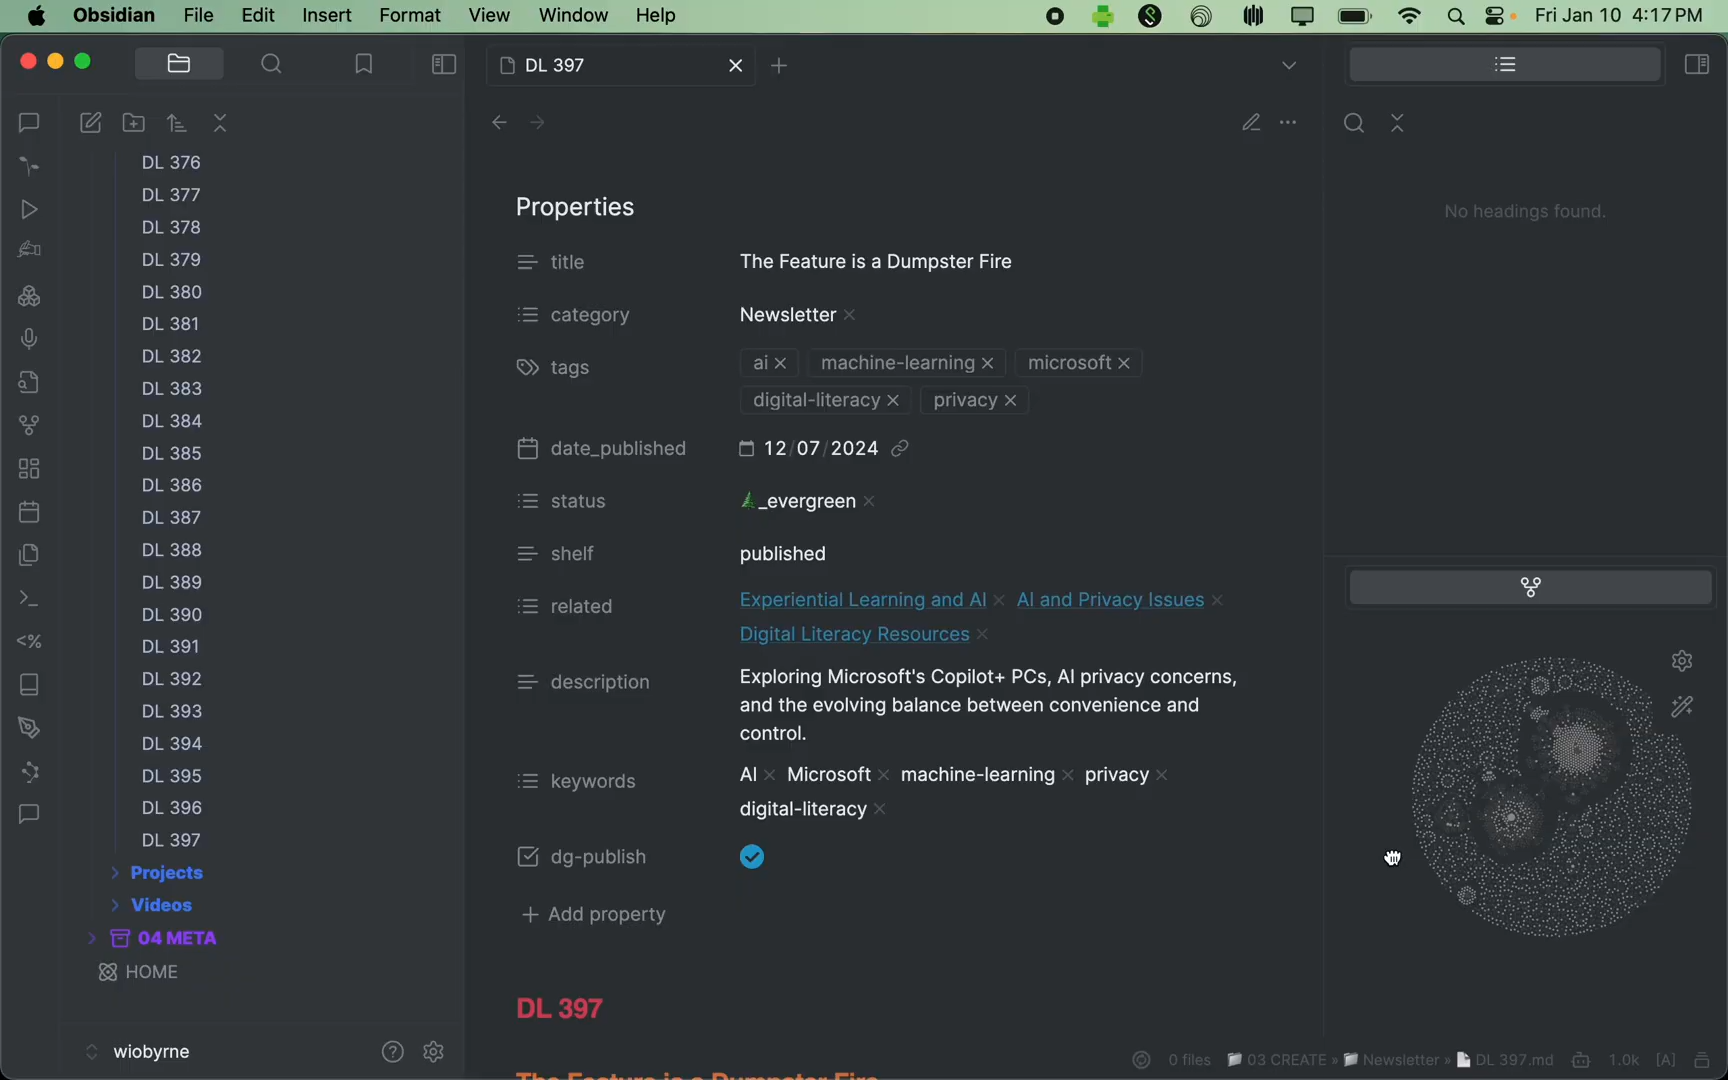 Obsidian File Edit Insert Format View Window Help Fri Jan 10 4:17 PM
DL 397
DL 376
DL 377
DL 378
DL 379
DL 380
DL 381
DL 382
DL 383
DL 384
DL 385
DL 386
DL 387
DL 388
DL 389
DL 390
DL 391
DL 392
DL 393
DL 394
DL 395
DL 396
DL 397
Projects
Videos
04 META
HOME
wiobyrne
Properties
title The Feature is a Dumpster Fire
category Newsletter
tags ai machine-learning microsoft
digital-literacy privacy
date_published 12/07/2024
status _evergreen
shelf published
related Experiential Learning and AI AI and Privacy Issues
Digital Literacy Resources
description Exploring Microsoft's Copilot+ PCs, AI privacy concerns,
and the evolving balance between convenience and
control.
keywords AI Microsoft machine-learning privacy
digital-literacy
dg-publish
+ Add property
DL 397
The Feature is a Dumpster Fire
No headings found.
0 files 03 CREATE » Newsletter » DL 397.md 1.0k [A]